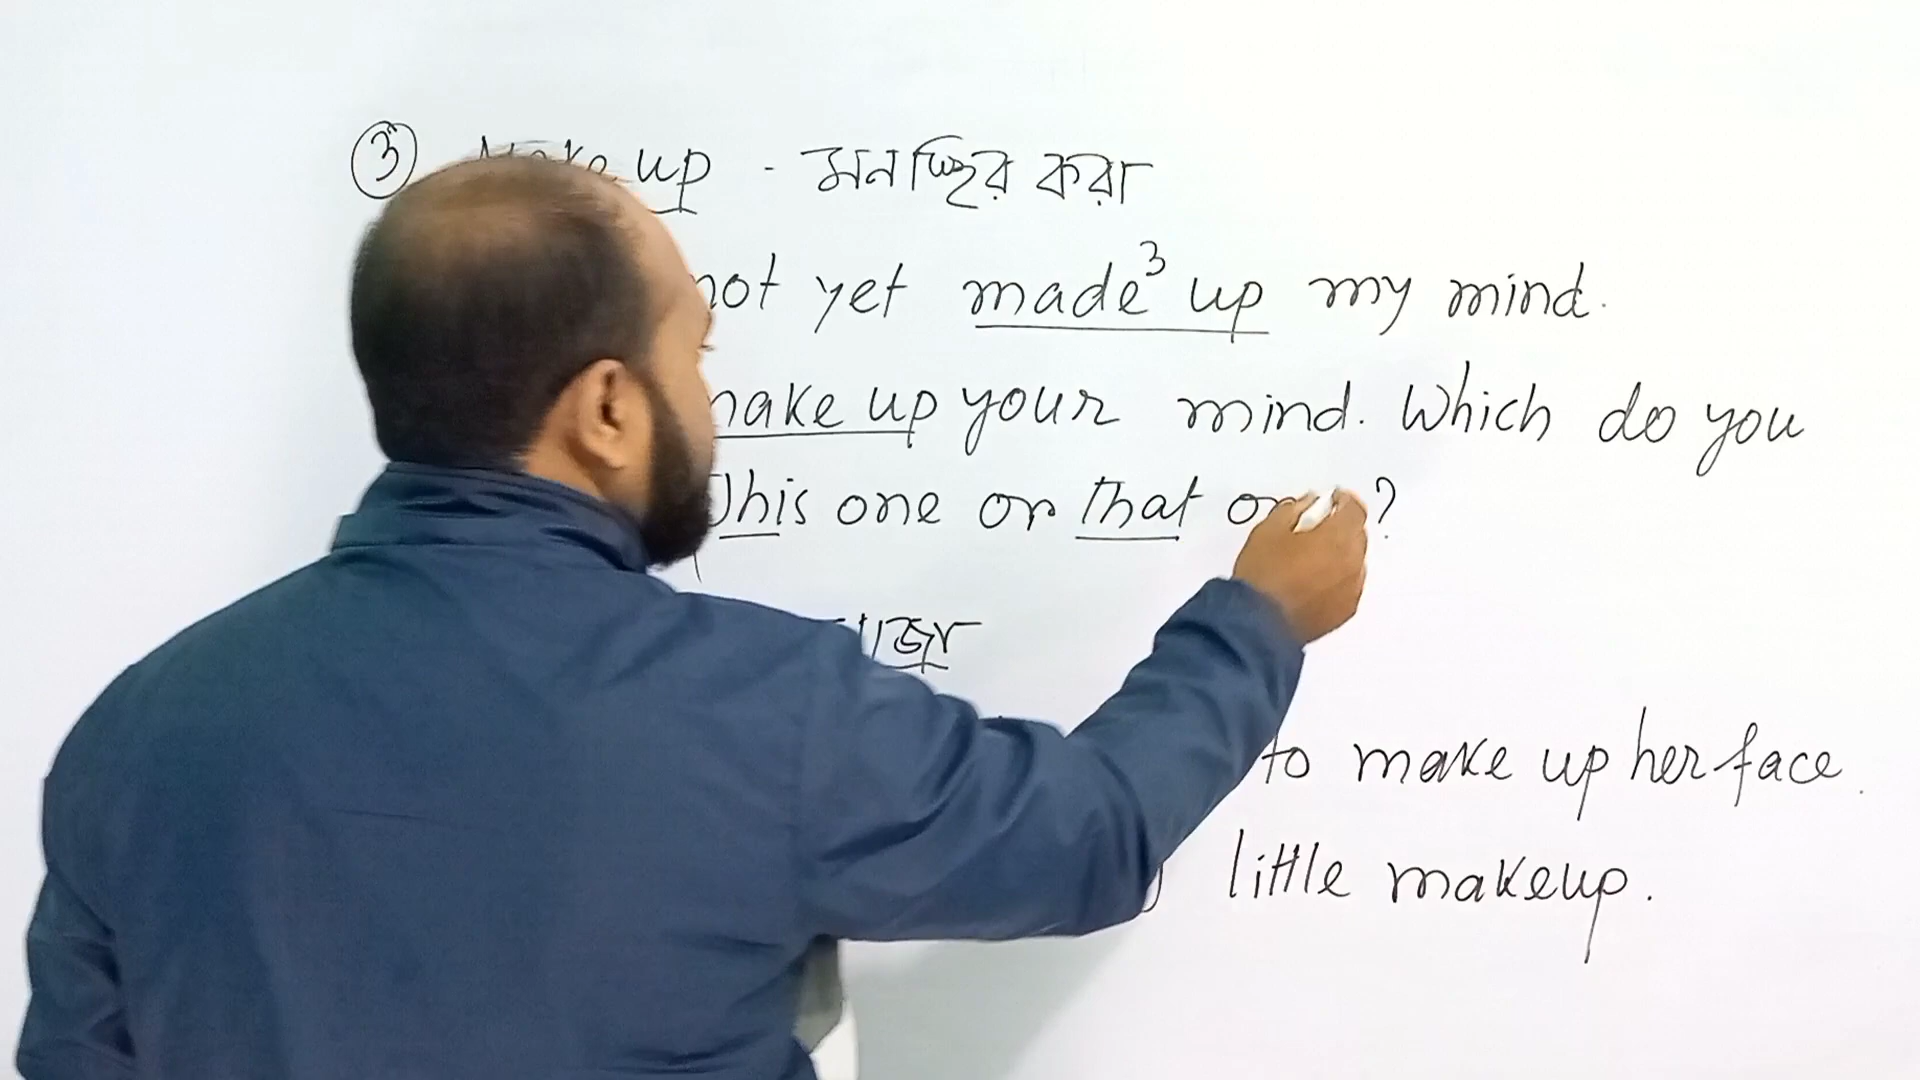 ③ Make up - মনস্থির করা
not yet made³ up my mind.
make up your mind. Which do you
This one or that ?
to make up her face.
little makeup.